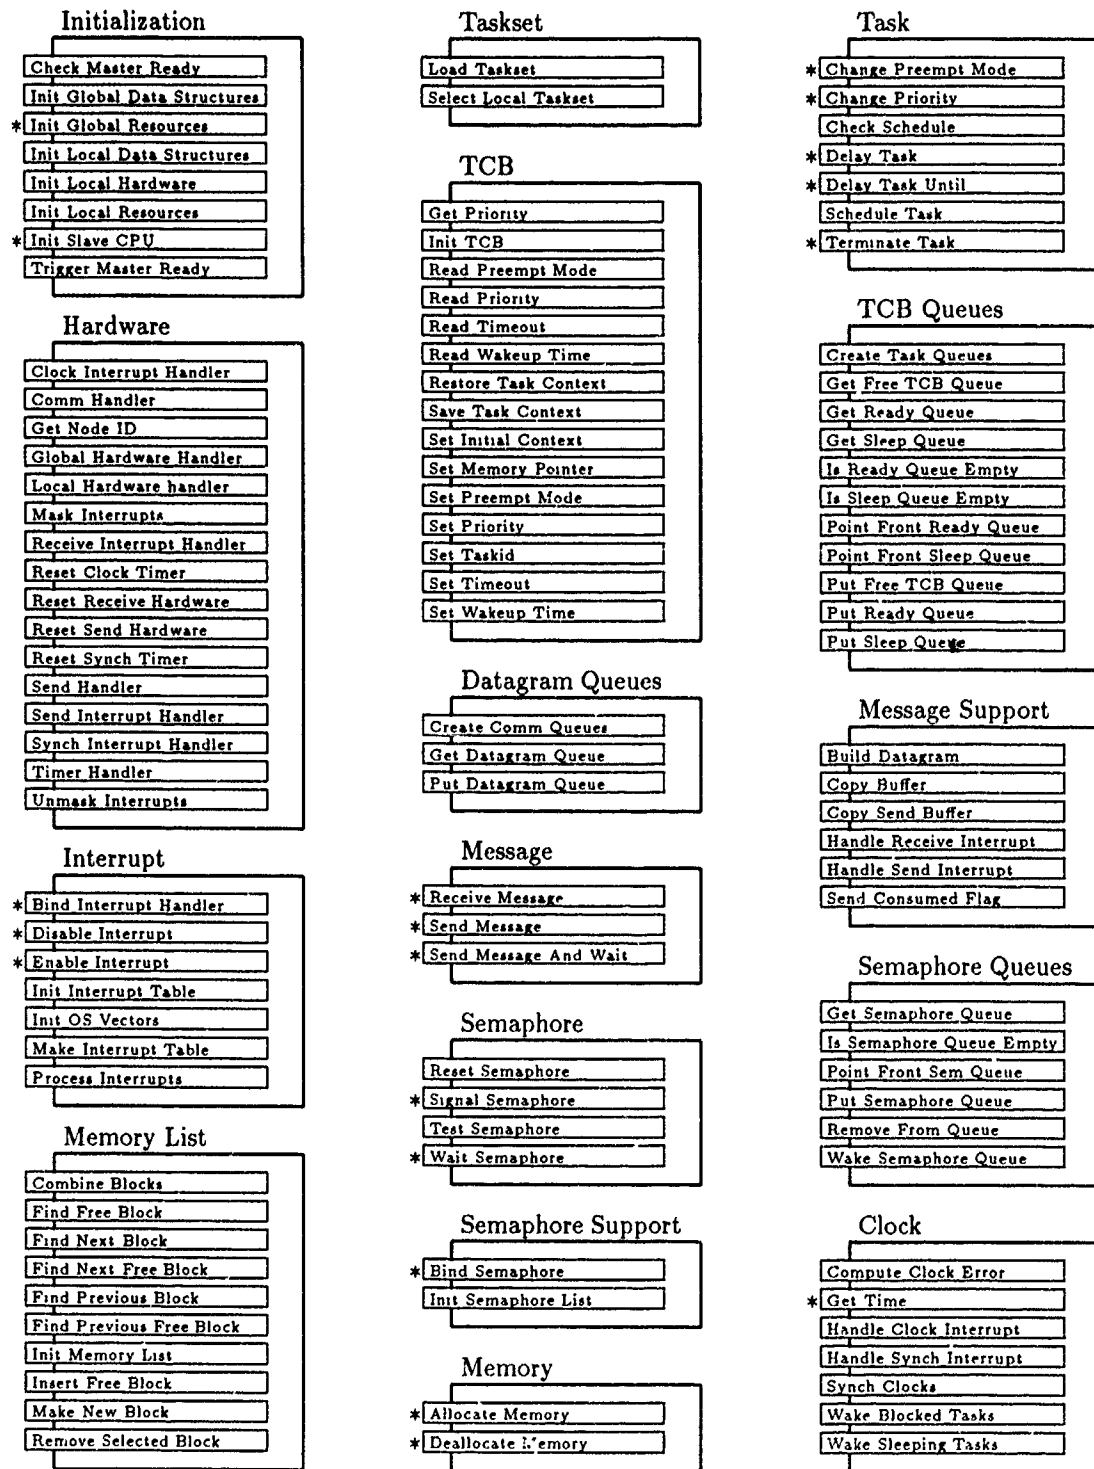 Initialization
Check Master Ready
Init Global Data Structures
* Init Global Resources
Init Local Data Structures
Init Local Hardware
Init Local Resources
* Init Slave CPU
Trigger Master Ready
Hardware
Clock Interrupt Handler
Comm Handler
Get Node ID
Global Hardware Handler
Local Hardware handler
Mask Interrupts
Receive Interrupt Handler
Reset Clock Timer
Reset Receive Hardware
Reset Send Hardware
Reset Synch Timer
Send Handler
Send Interrupt Handler
Synch Interrupt Handler
Timer Handler
Unmask Interrupts
Interrupt
* Bind Interrupt Handler
* Disable Interrupt
* Enable Interrupt
Init Interrupt Table
Init OS Vectors
Make Interrupt Table
Process Interrupts
Memory List
Combine Blocks
Find Free Block
Find Next Block
Find Next Free Block
Find Previous Block
Find Previous Free Block
Init Memory List
Insert Free Block
Make New Block
Remove Selected Block
Taskset
Load Taskset
Select Local Taskset
TCB
Get Priority
Init TCB
Read Preempt Mode
Read Priority
Read Timeout
Read Wakeup Time
Restore Task Context
Save Task Context
Set Initial Context
Set Memory Pointer
Set Preempt Mode
Set Priority
Set Taskid
Set Timeout
Set Wakeup Time
Datagram Queues
Create Comm Queues
Get Datagram Queue
Put Datagram Queue
Message
* Receive Message
* Send Message
* Send Message And Wait
Semaphore
Reset Semaphore
* Signal Semaphore
Test Semaphore
* Wait Semaphore
Semaphore Support
* Bind Semaphore
Init Semaphore List
Memory
* Allocate Memory
* Deallocate Memory
Task
* Change Preempt Mode
* Change Priority
Check Schedule
* Delay Task
* Delay Task Until
Schedule Task
* Terminate Task
TCB Queues
Create Task Queues
Get Free TCB Queue
Get Ready Queue
Get Sleep Queue
Is Ready Queue Empty
Is Sleep Queue Empty
Point Front Ready Queue
Point Front Sleep Queue
Put Free TCB Queue
Put Ready Queue
Put Sleep Queue
Message Support
Build Datagram
Copy Buffer
Copy Send Buffer
Handle Receive Interrupt
Handle Send Interrupt
Send Consumed Flag
Semaphore Queues
Get Semaphore Queue
Is Semaphore Queue Empty
Point Front Sem Queue
Put Semaphore Queue
Remove From Queue
Wake Semaphore Queue
Clock
Compute Clock Error
* Get Time
Handle Clock Interrupt
Handle Synch Interrupt
Synch Clocks
Wake Blocked Tasks
Wake Sleeping Tasks